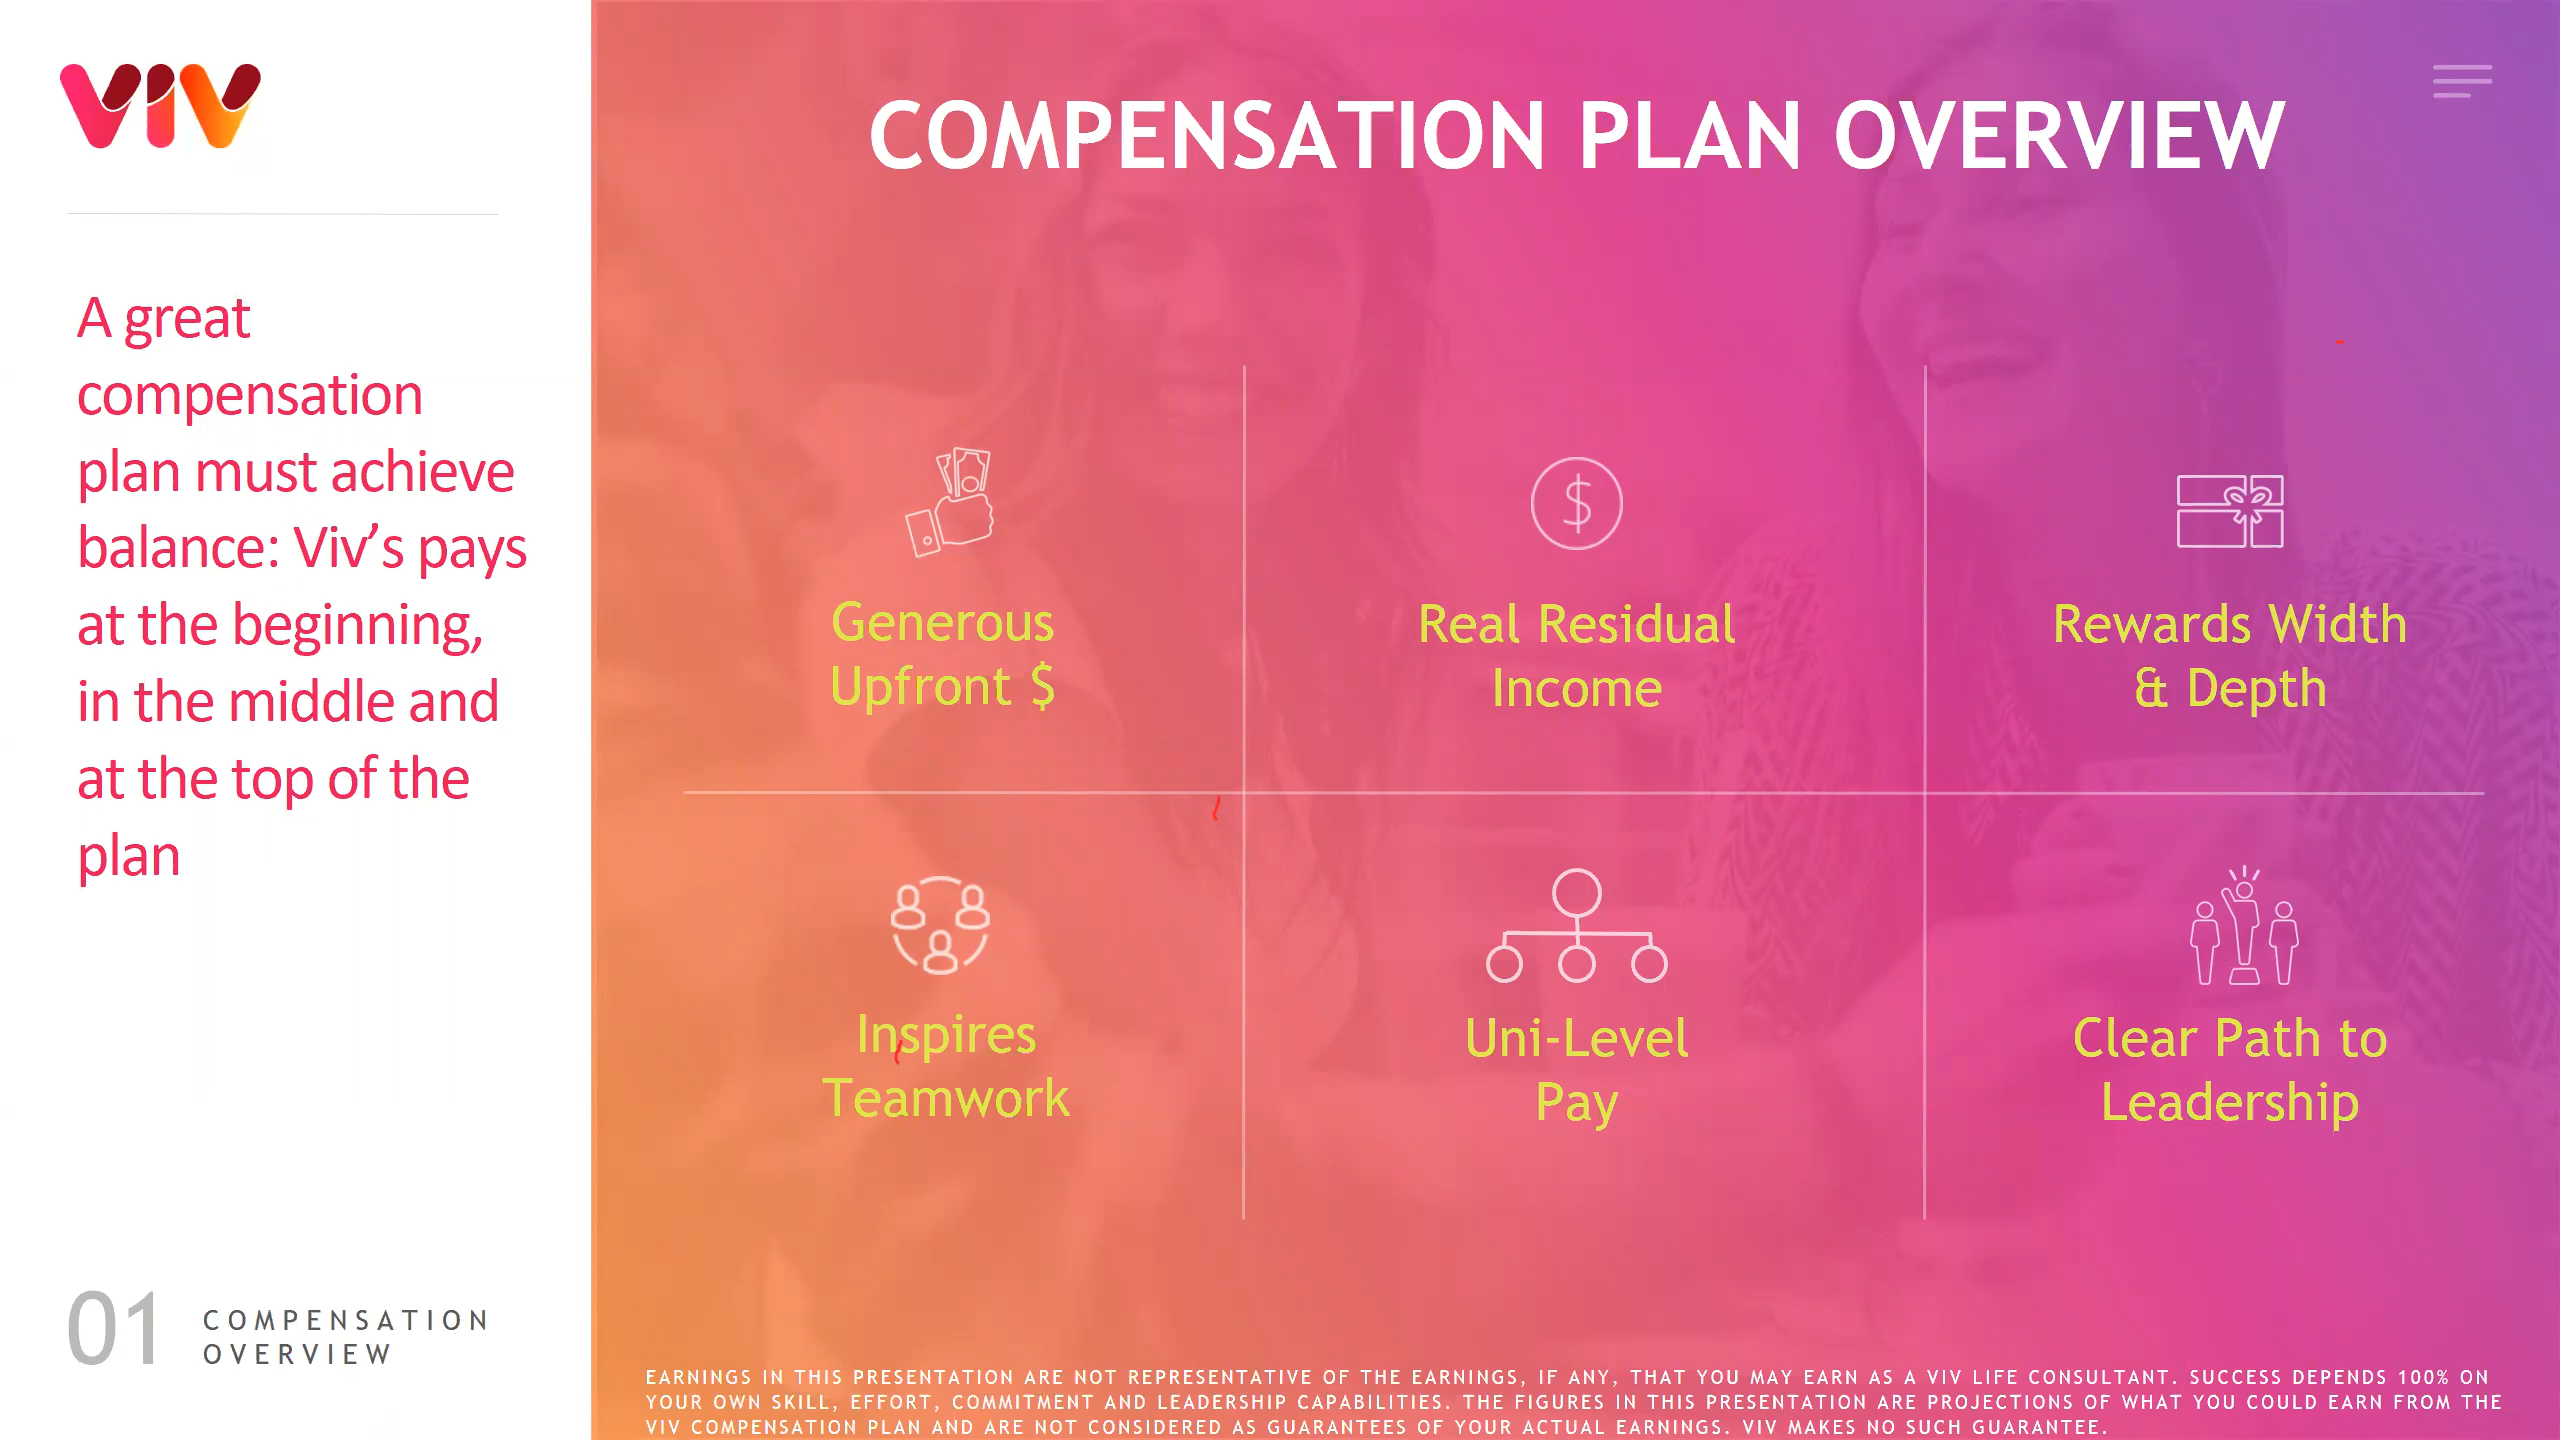 VIV
A great
compensation
plan must achieve
balance: Viv’s pays
at the beginning,
in the middle and
at the top of the
plan
01
COMPENSATION
OVERVIEW
COMPENSATION PLAN OVERVIEW
Generous
Upfront $
Real Residual
Income
Rewards Width
& Depth
Inspires
Teamwork
Uni-Level
Pay
Clear Path to
Leadership
EARNINGS IN THIS PRESENTATION ARE NOT REPRESENTATIVE OF THE EARNINGS, IF ANY, THAT YOU MAY EARN AS A VIV LIFE CONSULTANT. SUCCESS DEPENDS 100% ON
YOUR OWN SKILL, EFFORT, COMMITMENT AND LEADERSHIP CAPABILITIES. THE FIGURES IN THIS PRESENTATION ARE PROJECTIONS OF WHAT YOU COULD EARN FROM THE
VIV COMPENSATION PLAN AND ARE NOT CONSIDERED AS GUARANTEES OF YOUR ACTUAL EARNINGS. VIV MAKES NO SUCH GUARANTEE.